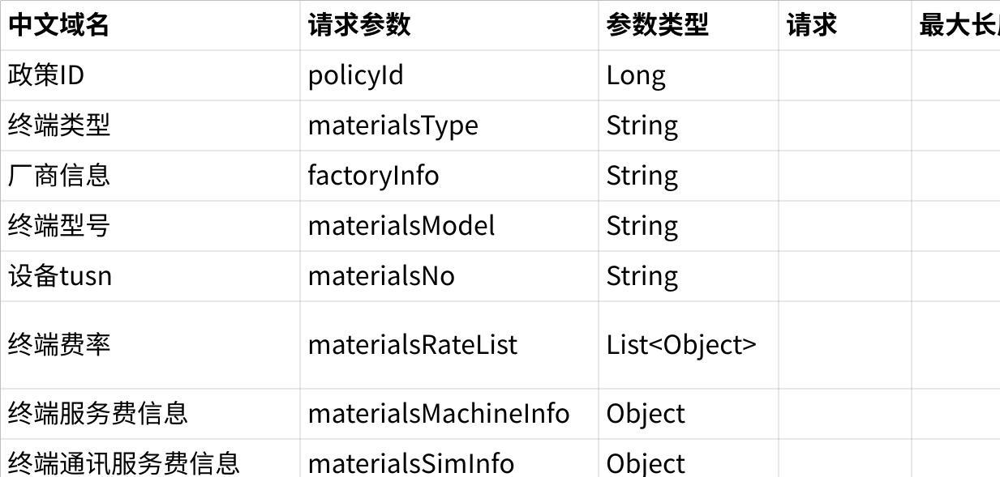 中文域名 请求参数 参数类型 请求 最大长
政策ID policyId Long
终端类型 materialsType String
厂商信息 factoryInfo String
终端型号 materialsModel String
设备tusn materialsNo String
终端费率 materialsRateList List<Object>
终端服务费信息 materialsMachineInfo Object
终端通讯服务费信息 materialsSimInfo Object